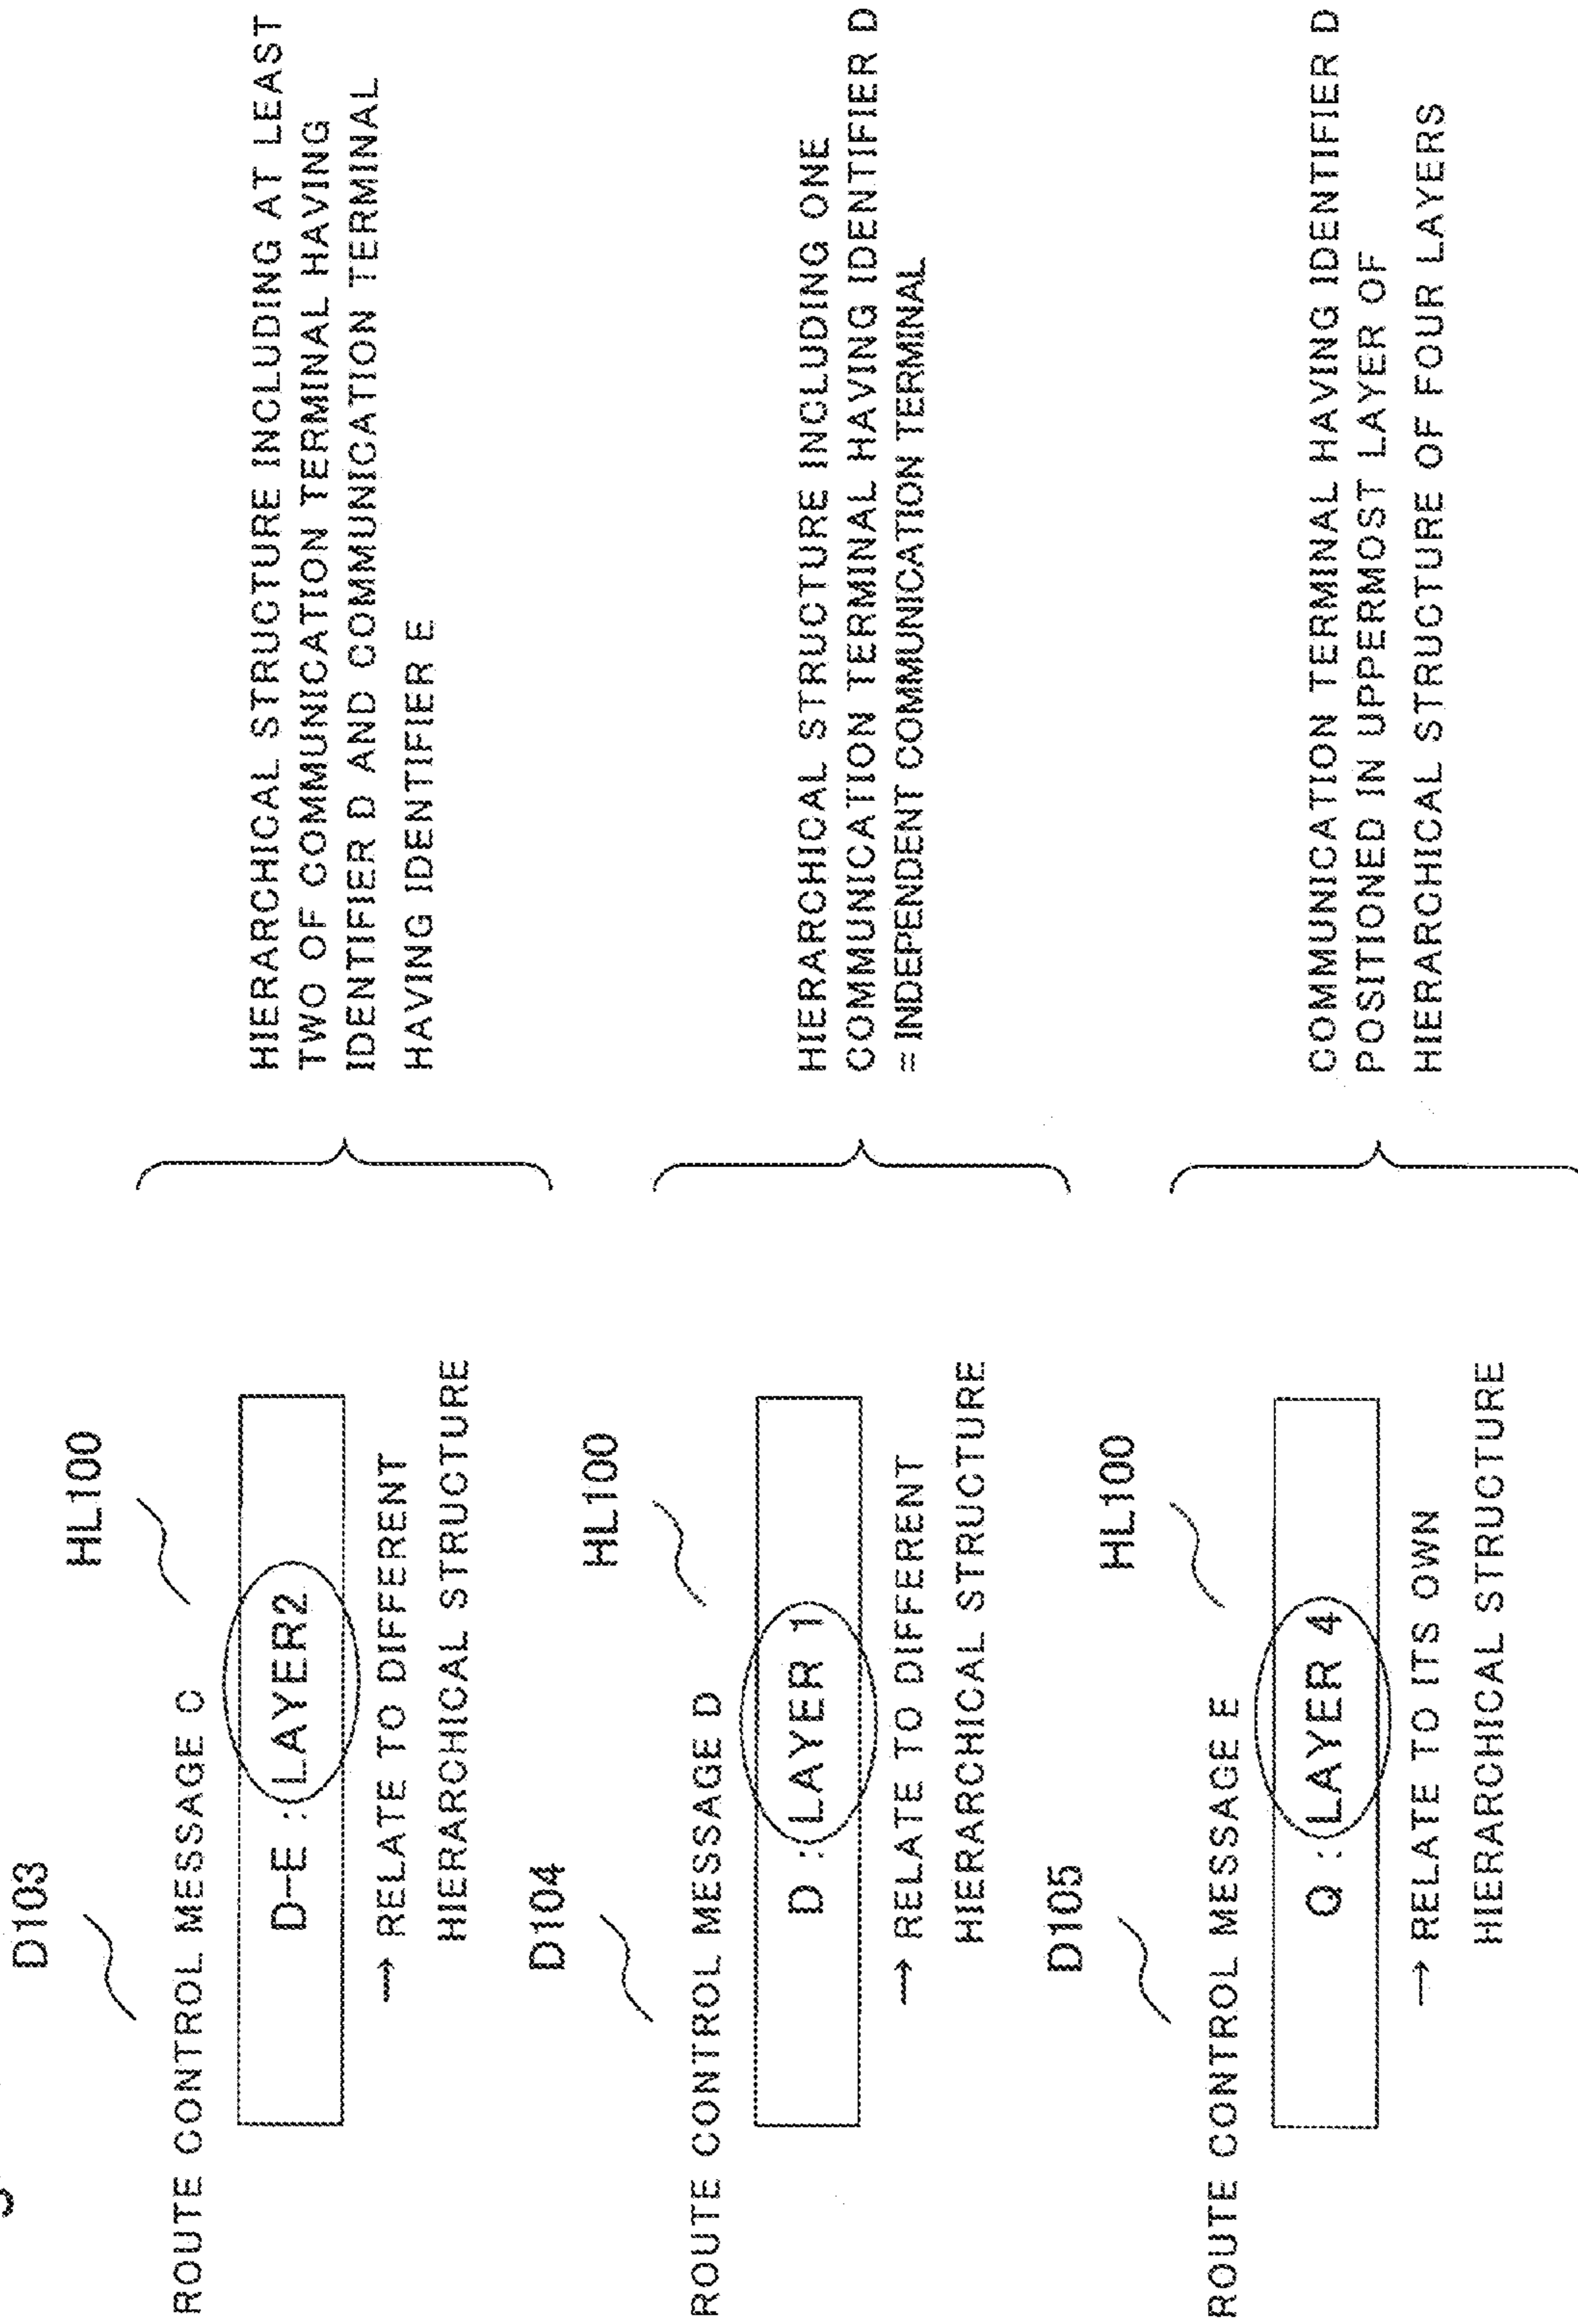 D103
HL100
ROUTE CONTROL MESSAGE C
D-E : LAYER2
→ RELATE TO DIFFERENT
HIERARCHICAL STRUCTURE
HIERARCHICAL STRUCTURE INCLUDING AT LEAST
TWO OF COMMUNICATION TERMINAL HAVING
IDENTIFIER D AND COMMUNICATION TERMINAL
HAVING IDENTIFIER E
D104
HL100
ROUTE CONTROL MESSAGE D
D : LAYER 1
→ RELATE TO DIFFERENT
HIERARCHICAL STRUCTURE
HIERARCHICAL STRUCTURE INCLUDING ONE
COMMUNICATION TERMINAL HAVING IDENTIFIER D
= INDEPENDENT COMMUNICATION TERMINAL
D105
HL100
ROUTE CONTROL MESSAGE E
Q : LAYER 4
→ RELATE TO ITS OWN
HIERARCHICAL STRUCTURE
COMMUNICATION TERMINAL HAVING IDENTIFIER D
POSITIONED IN UPPERMOST LAYER OF
HIERARCHICAL STRUCTURE OF FOUR LAYERS